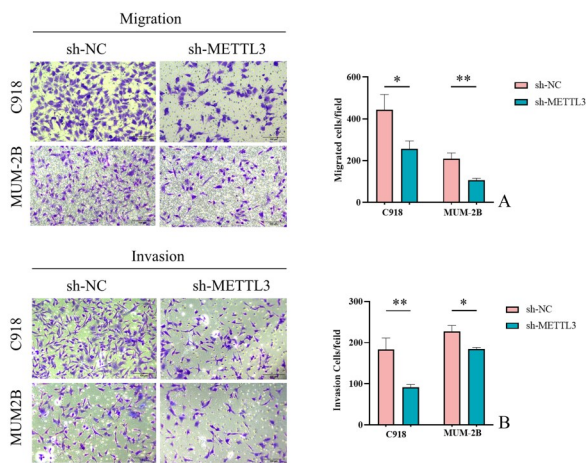 Migration
sh-NC sh-METTL3
C918
MUM-2B
Migrated cells/field
600
400
200
0
* **
C918 MUM-2B
sh-NC
sh-METTL3
A
Invasion
sh-NC sh-METTL3
C918
MUM2B
Invasion Cells/feild
300
200
100
0
** *
C918 MUM-2B
sh-NC
sh-METTL3
B